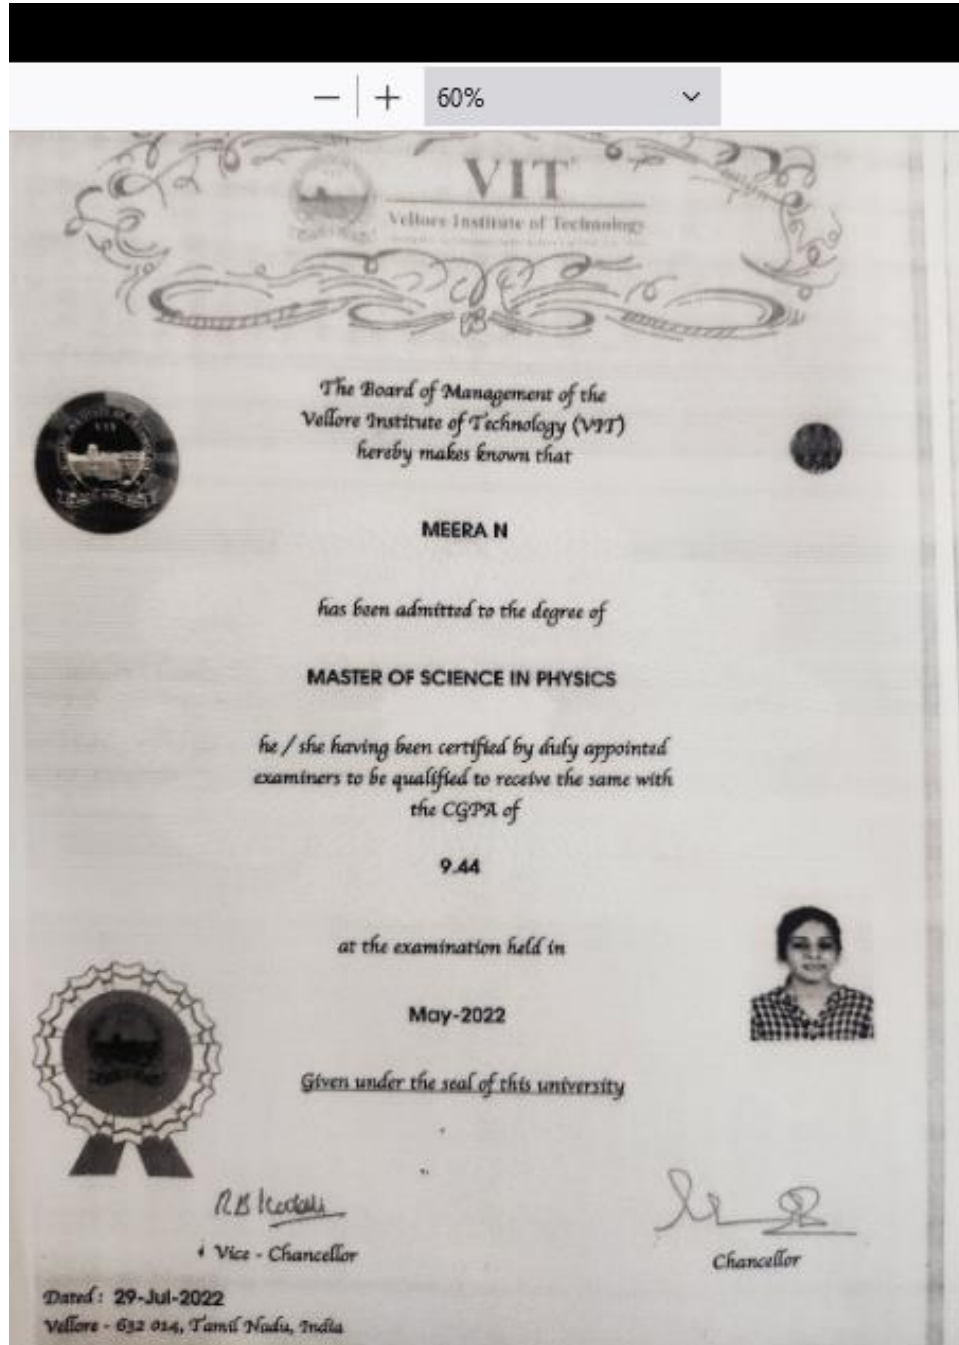 60%
VIT
Vellore Institute of Technology
The Board of Management of the
Vellore Institute of Technology (VIT)
hereby makes known that
VIT
MEERA N
has been admitted to the degree of
MASTER OF SCIENCE IN PHYSICS
he / she having been certified by duly appointed
examiners to be qualified to receive the same with
the CGPA of
9.44
at the examination held in
May-2022
Given under the seal of this university
Vice - Chancellor
Chancellor
Dated : 29-Jul-2022
Vellore - 632 014, Tamil Nadu, India